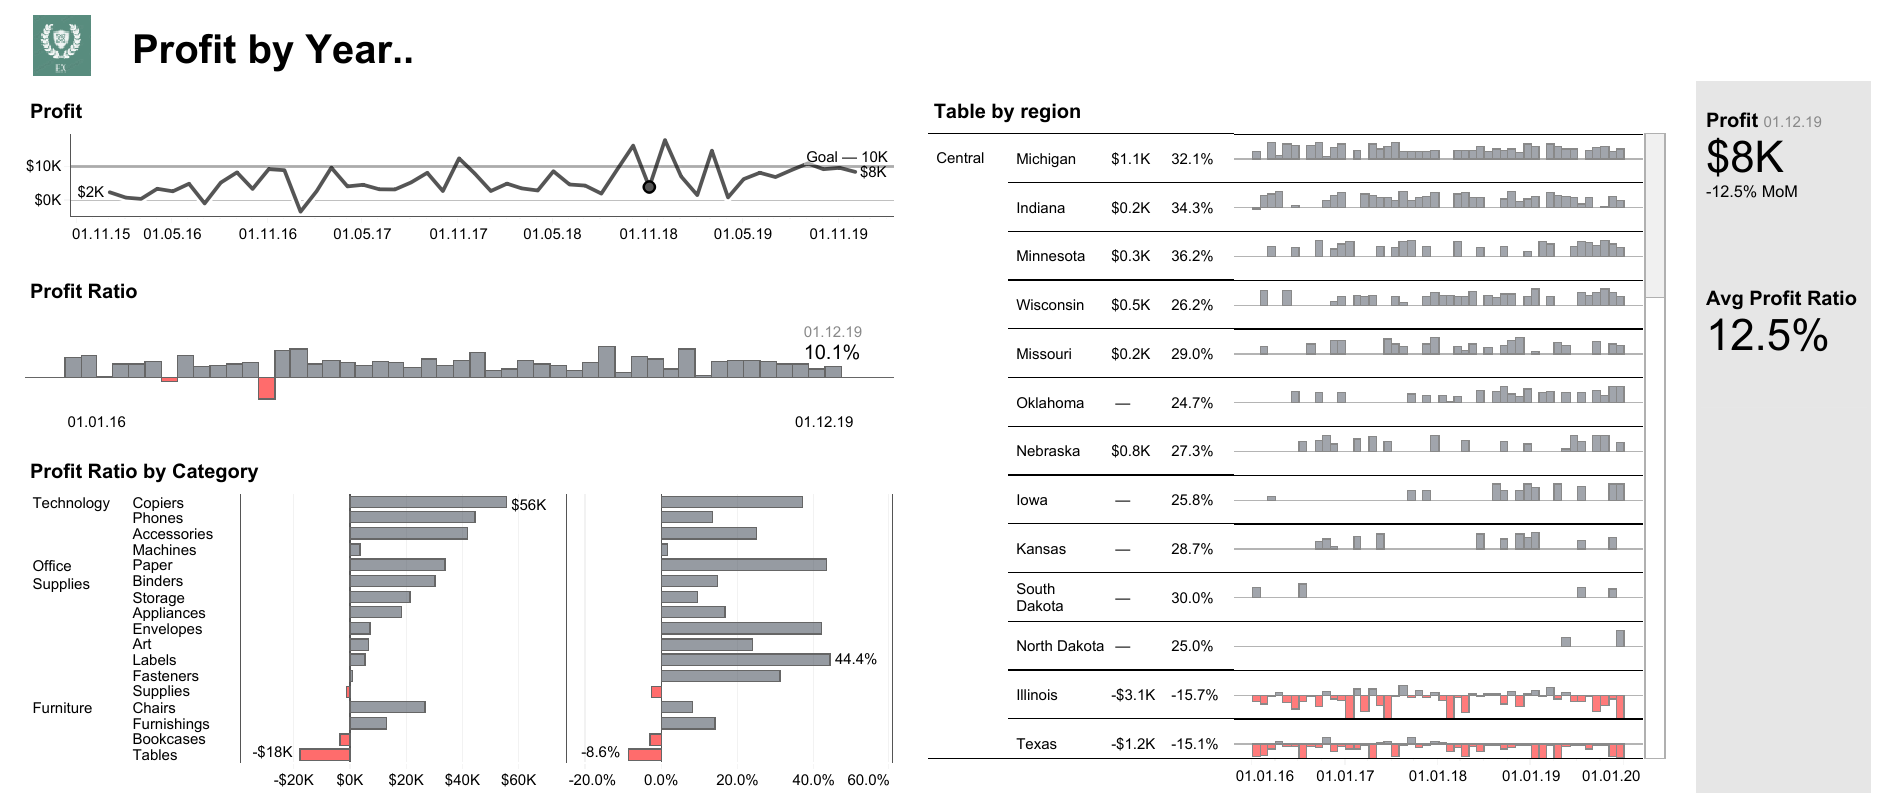 EX
Profit by Year..
Profit
$10K
$0K
$2K
Goal — 10K
$8K
01.11.15 01.05.16 01.11.16 01.05.17 01.11.17 01.05.18 01.11.18 01.05.19 01.11.19
Profit Ratio
01.12.19
10.1%
01.01.16 01.12.19
Profit Ratio by Category
Technology Copiers $56K
Phones
Accessories
Machines
Office Supplies Paper
Binders
Storage
Appliances
Envelopes
Art
Labels 44.4%
Fasteners
Supplies
Furniture Chairs
Furnishings
Bookcases
Tables -$18K -8.6%
-$20K $0K $20K $40K $60K -20.0% 0.0% 20.0% 40.0% 60.0%
Table by region
Central Michigan $1.1K 32.1%
Indiana $0.2K 34.3%
Minnesota $0.3K 36.2%
Wisconsin $0.5K 26.2%
Missouri $0.2K 29.0%
Oklahoma — 24.7%
Nebraska $0.8K 27.3%
Iowa — 25.8%
Kansas — 28.7%
South Dakota — 30.0%
North Dakota — 25.0%
Illinois -$3.1K -15.7%
Texas -$1.2K -15.1%
01.01.16 01.01.17 01.01.18 01.01.19 01.01.20
Profit 01.12.19
$8K
-12.5% MoM
Avg Profit Ratio
12.5%